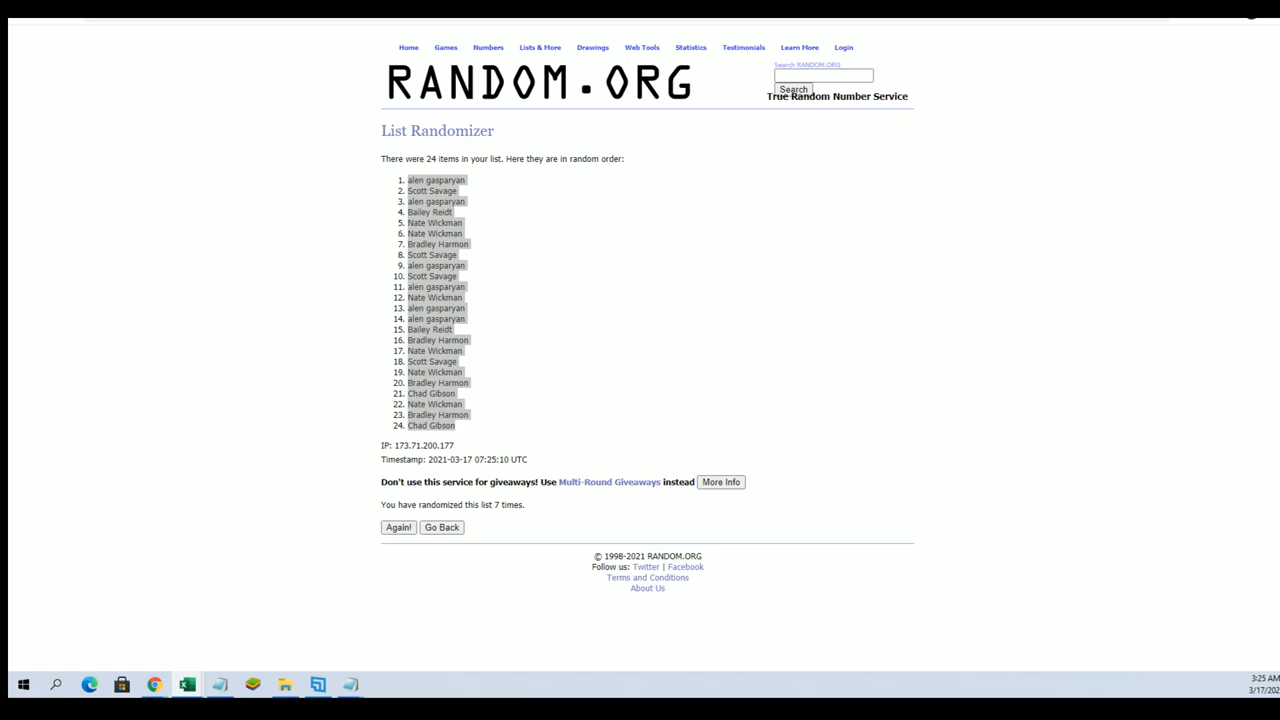 Home Games Numbers Lists & More Drawings Web Tools Statistics Testimonials Learn More Login
RANDOM.ORG
Search RANDOM.ORG
Search
True Random Number Service
List Randomizer
There were 24 items in your list. Here they are in random order:
1. alen gasparyan
2. Scott Savage
3. alen gasparyan
4. Bailey Reidt
5. Nate Wickman
6. Nate Wickman
7. Bradley Harmon
8. Scott Savage
9. alen gasparyan
10. Scott Savage
11. alen gasparyan
12. Nate Wickman
13. alen gasparyan
14. alen gasparyan
15. Bailey Reidt
16. Bradley Harmon
17. Nate Wickman
18. Scott Savage
19. Nate Wickman
20. Bradley Harmon
21. Chad Gibson
22. Nate Wickman
23. Bradley Harmon
24. Chad Gibson
IP: 173.71.200.177
Timestamp: 2021-03-17 07:25:10 UTC
Don't use this service for giveaways! Use Multi-Round Giveaways instead More Info
You have randomized this list 7 times.
Again! Go Back
© 1998-2021 RANDOM.ORG
Follow us: Twitter | Facebook
Terms and Conditions
About Us
3:25 AM
3/17/202